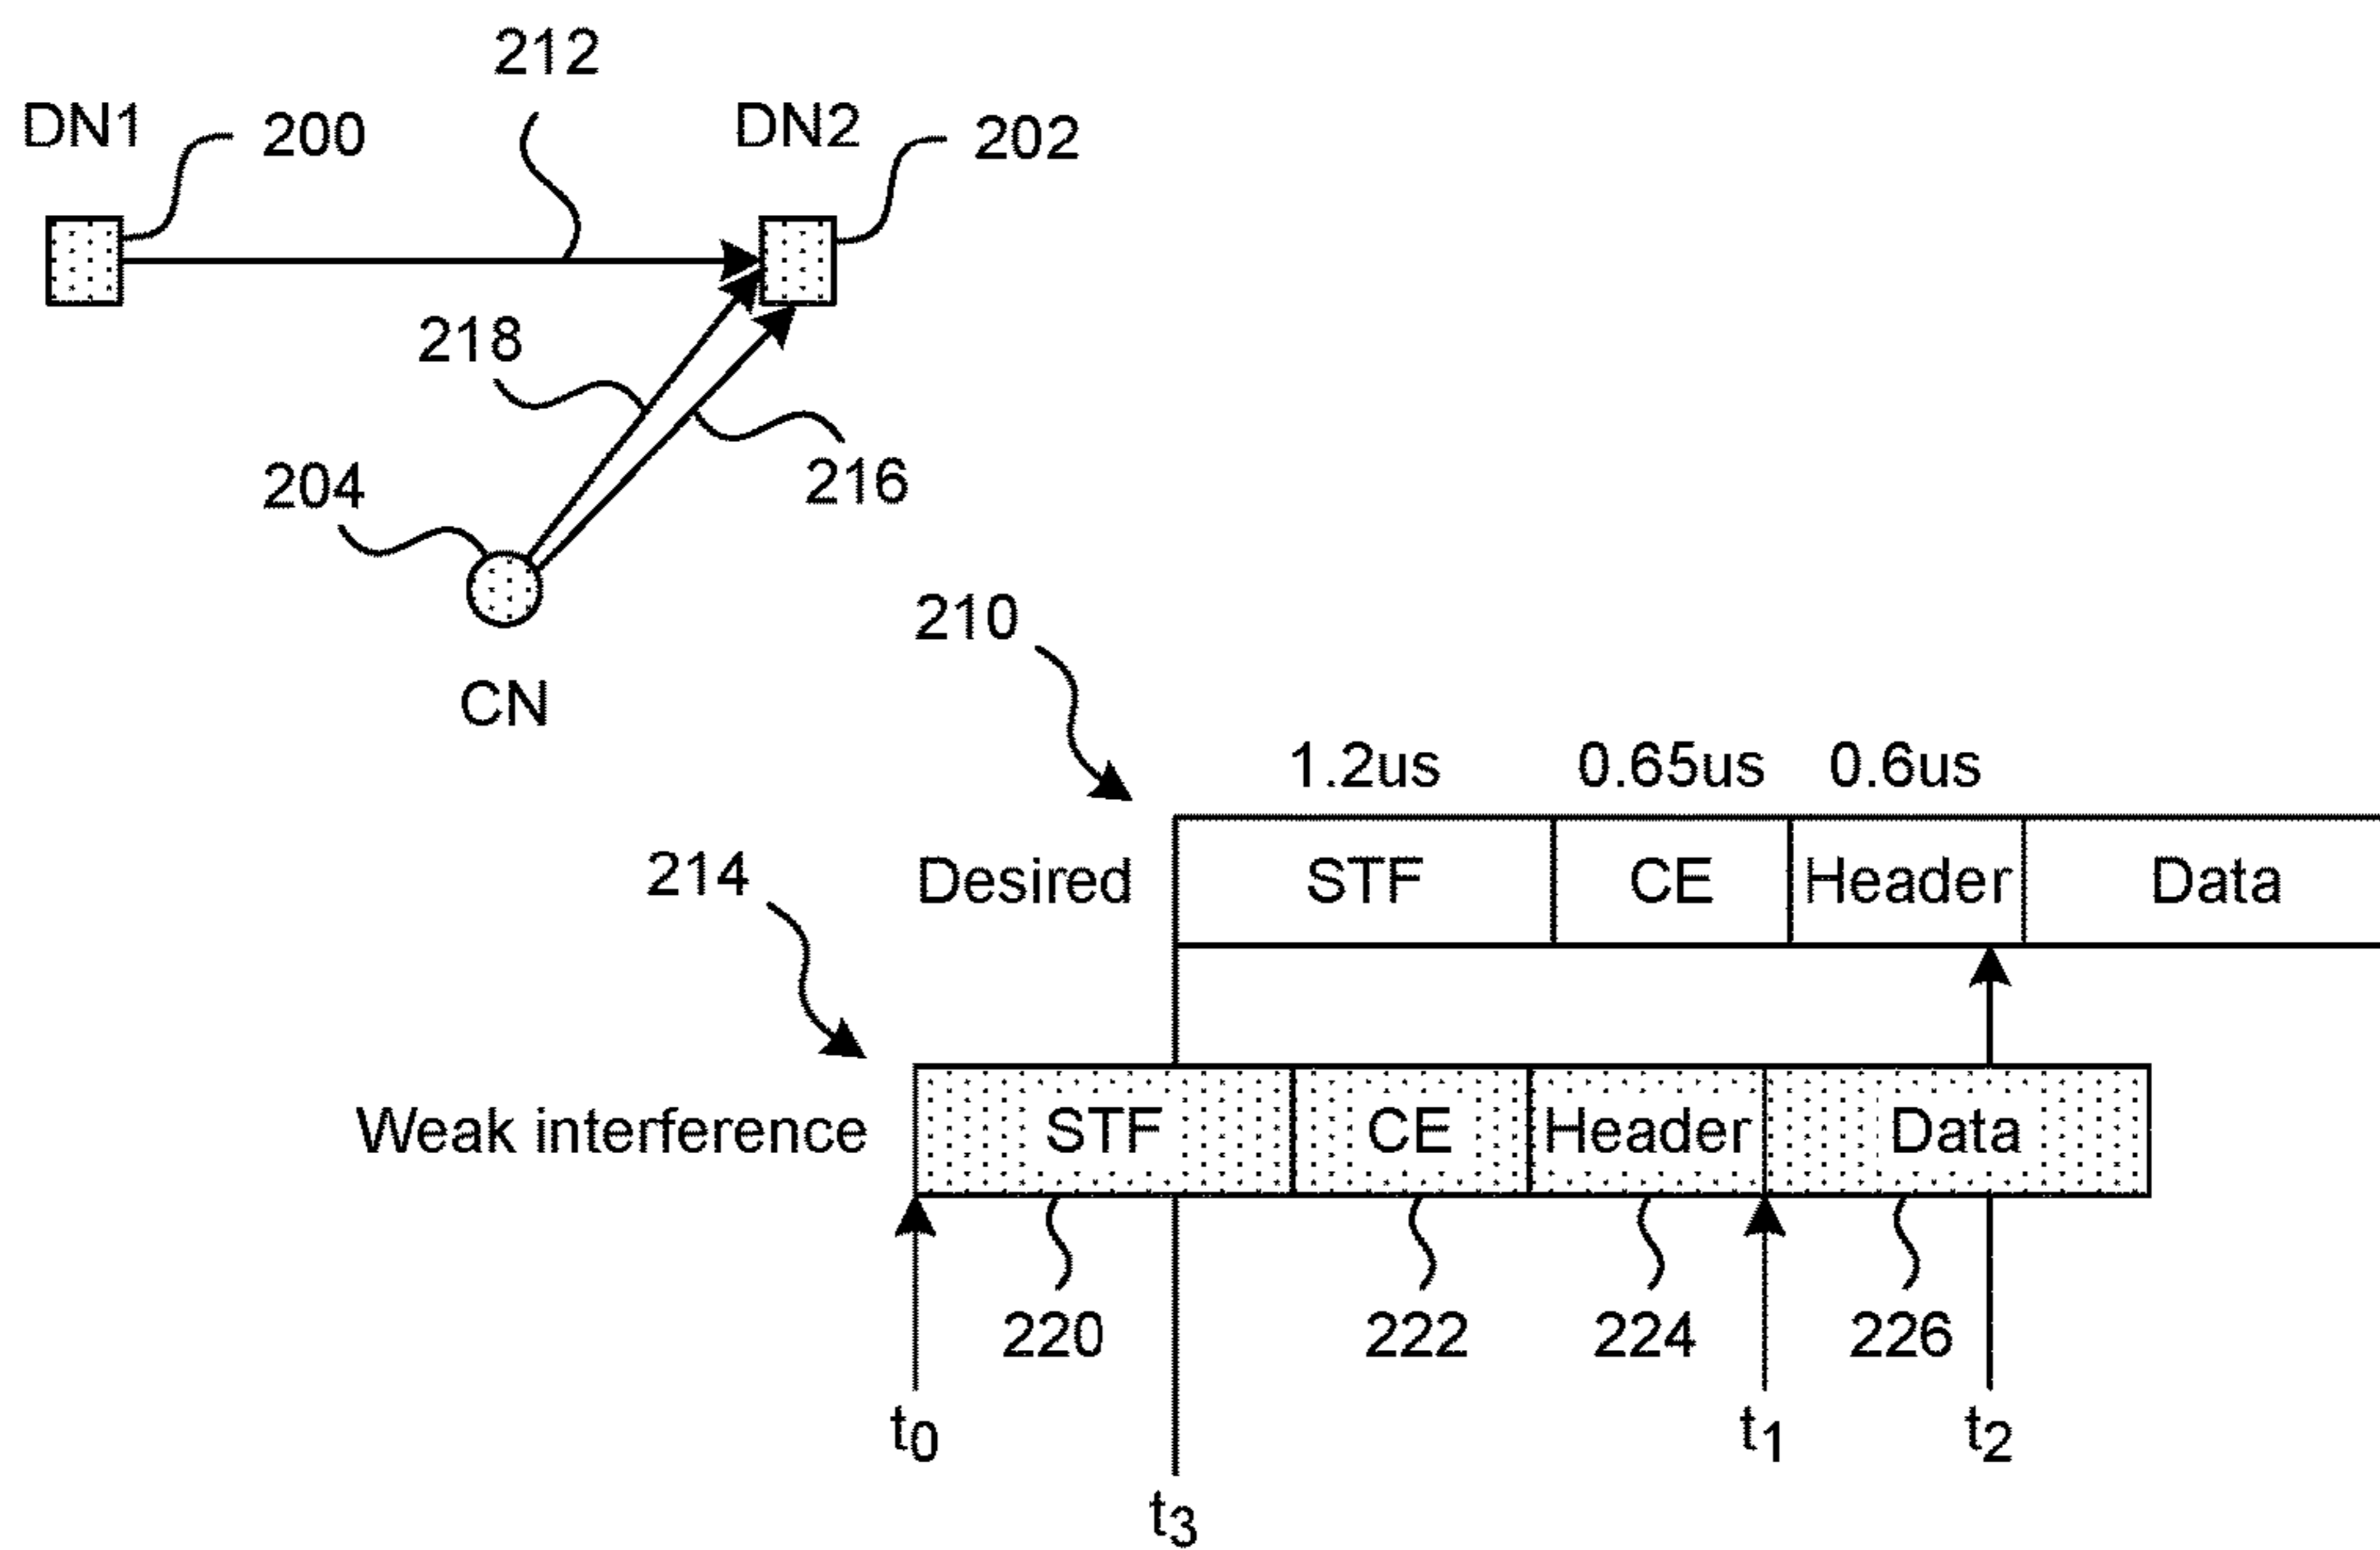 212
DN1 200 DN2 202
218
204 216
CN
210
1.2us 0.65us 0.6us
214 Desired STF CE Header Data
Weak interference STF CE Header Data
220 222 224 226
t0 t1 t2
t3